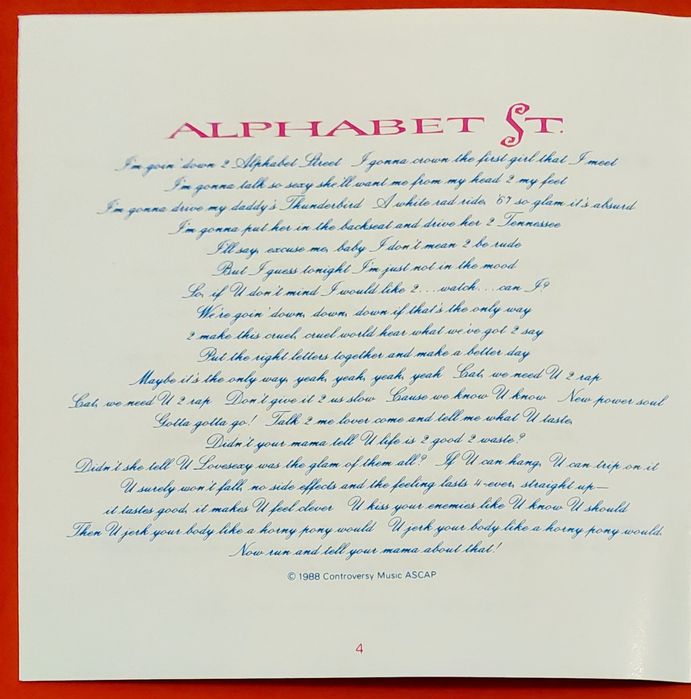 ALPHABET ST.
I'm goin' down 2 Alphabet Street I gonna crown the first girl that I meet
I'm gonna talk so sexy she'll want me from my head 2 my feet
I'm gonna drive my daddy's Thunderbird A white rad ride, '67 so glam it's absurd
I'm gonna put her in the backseat and drive her 2 Tennessee
I'll say, excuse me, baby I don't mean 2 be rude
But I guess tonight I'm just not in the mood
So, if U don't mind I would like 2...watch....can I?
We're goin' down, down, down if that's the only way
2 make this cruel, cruel world hear what we've got 2 say
Put the right letters together and make a better day
Maybe it's the only way, yeah, yeah, yeah, yeah Cat, we need U 2 rap
Cat, we need U 2 rap Don't give it 2 us slow Cause we know U know New power soul
Gotta gotta go! Talk 2 me lover come and tell me what U taste,
Didn't your mama tell U life is 2 good 2 waste?
Didn't she tell U Lovesexy was the glam of them all? If U can hang, U can trip on it
U surely won't fall, no side effects and the feeling lasts 4-ever, straight up—
it tastes good, it makes U feel clever U kiss your enemies like U know U should
Then U jerk your body like a horny pony would U jerk your body like a horny pony would.
Now run and tell your mama about that!
© 1988 Controversy Music ASCAP
4